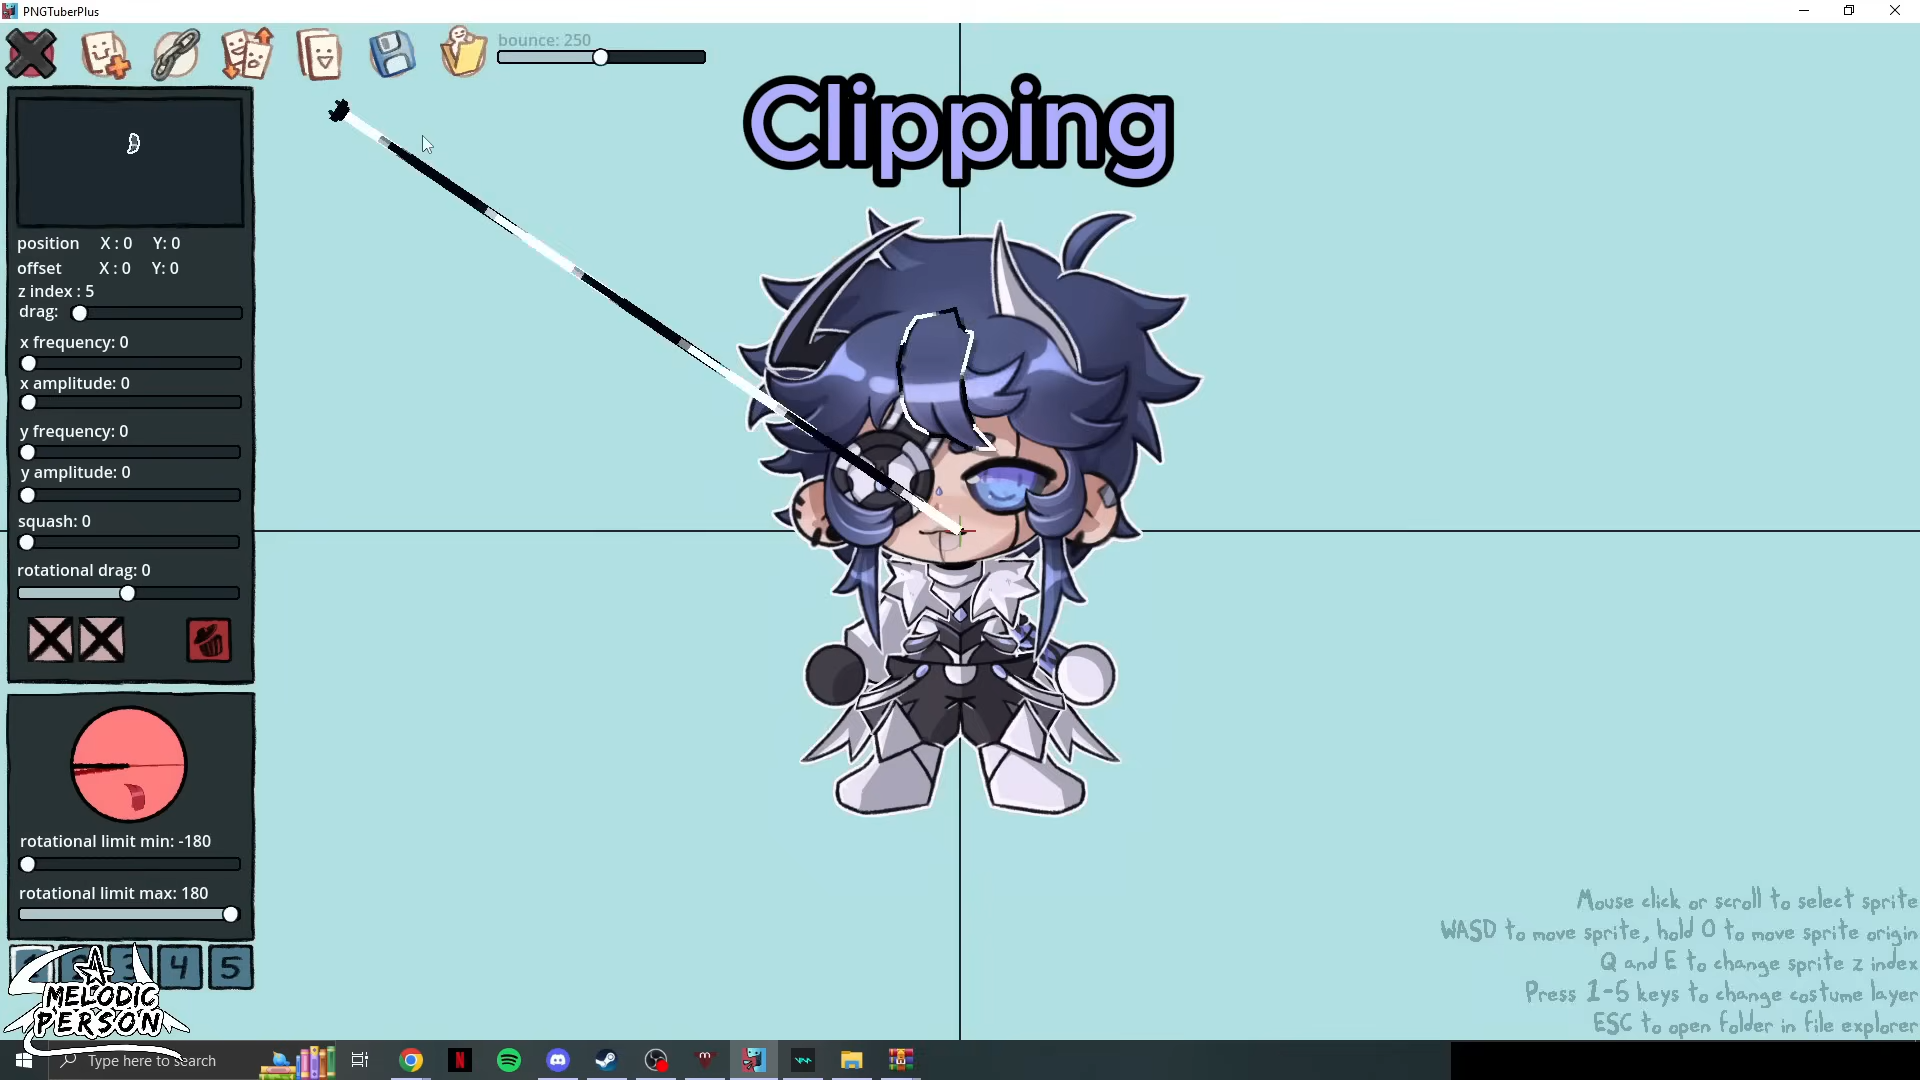 PNGTuberPlus
bounce: 250
Clipping
position X : 0 Y: 0
offset X : 0 Y: 0
z index : 5
drag:
x frequency: 0
x amplitude: 0
y frequency: 0
y amplitude: 0
squash: 0
rotational drag: 0
rotational limit min: -180
rotational limit max: 180
4 5
MELODIC
PERSON
Mouse click or scroll to select sprite
WASD to move sprite, hold O to move sprite origin
Q and E to change sprite z index
Press 1-5 keys to change costume layer
ESC to open folder in file explorer
Type here to search